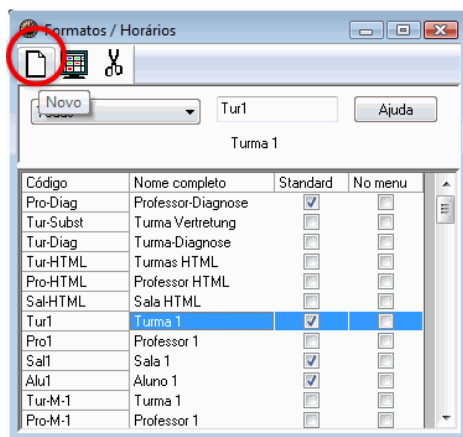 Formatos / Horários
Novo
Tur1
Ajuda
Turma 1
Código Nome completo Standard No menu
Pro-Diag Professor-Diagnose
Tur-Subst Turma Vertretung
Tur-Diag Turma-Diagnose
Tur-HTML Turmas HTML
Pro-HTML Professor HTML
Sal-HTML Sala HTML
Tur1 Turma 1
Pro1 Professor 1
Sal1 Sala 1
Alu1 Aluno 1
Tur-M-1 Turma 1
Pro-M-1 Professor 1